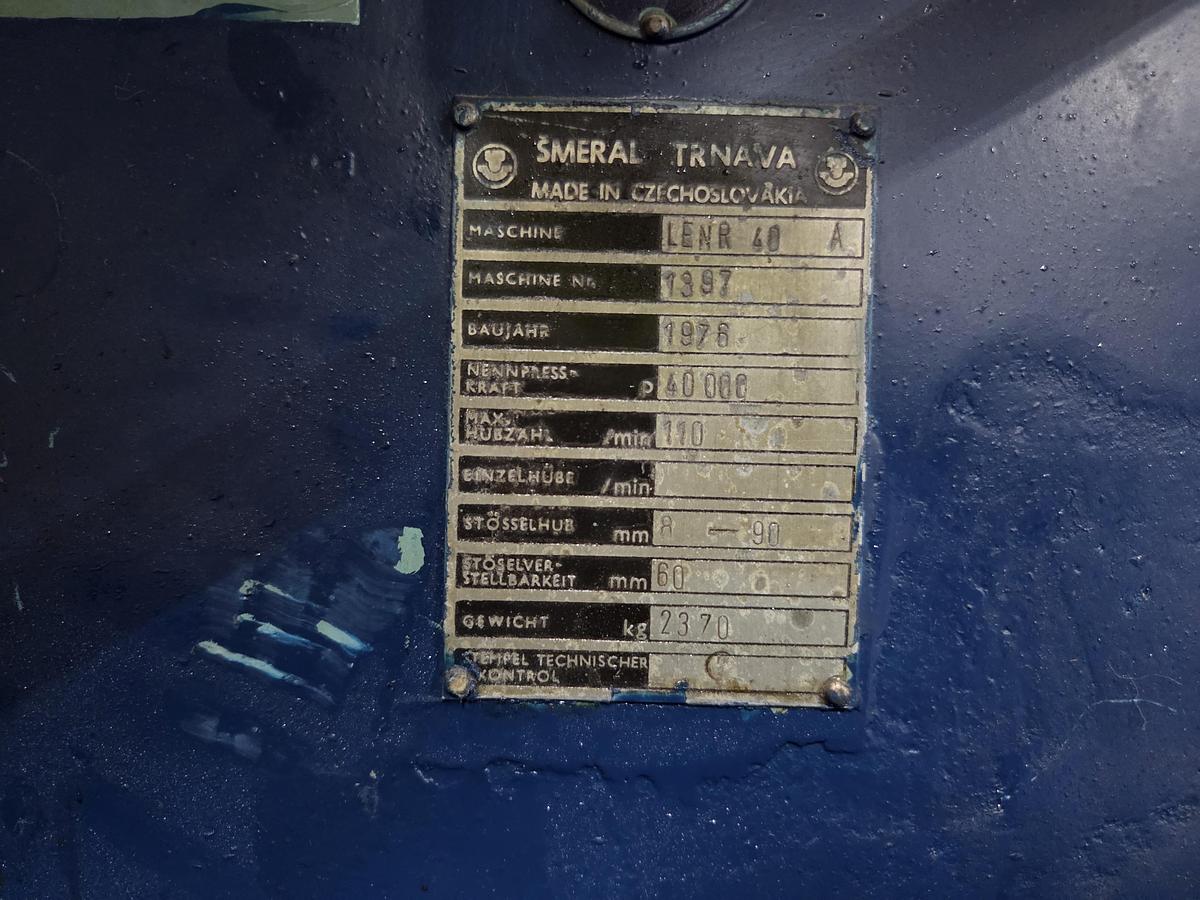 ŠMERAL TRNAVA
MADE IN CZECHOSLOVAKIA
MASCHINE LENR 40 A
MASCHINE NR 1397
BAUJAHR 1976
NENNPRESS-
KRAFT p 40 000
MAX.
HUBZAHL /min 110
EINZELHÜBE /min
STÖSSELHUB mm 8 — 90
STÖSELVER-
STELLBARKEIT mm 60
GEWICHT kg 2370
STEMPEL TECHNISCHER
KONTROL